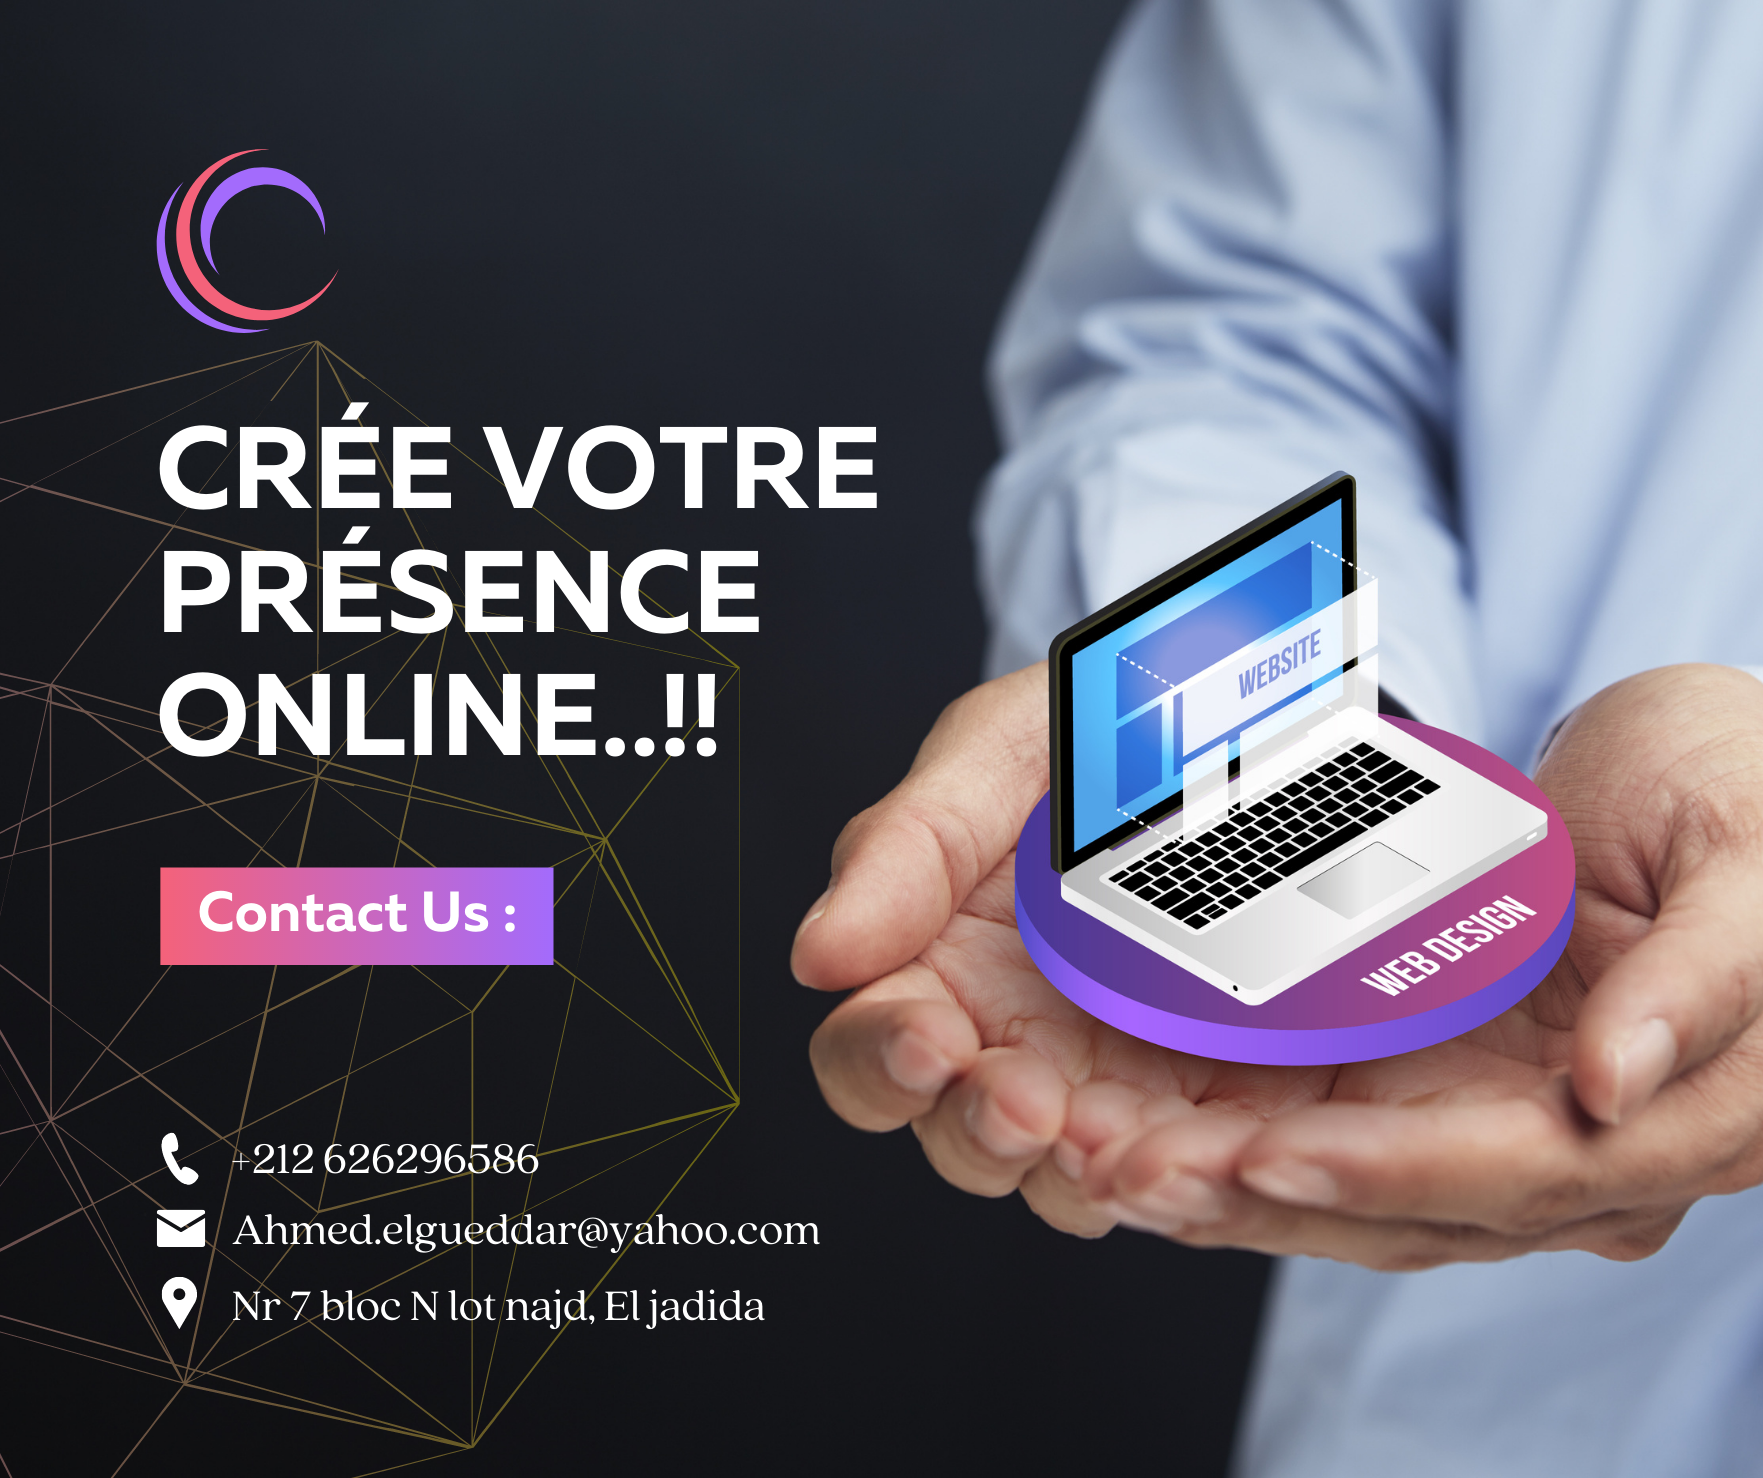 CRÉE VOTRE
PRÉSENCE
ONLINE..!!
Contact Us :
+212 626296586
Ahmed.elgueddar@yahoo.com
Nr 7 bloc N lot najd, El jadida
WEBSITE
WEB DESIGN